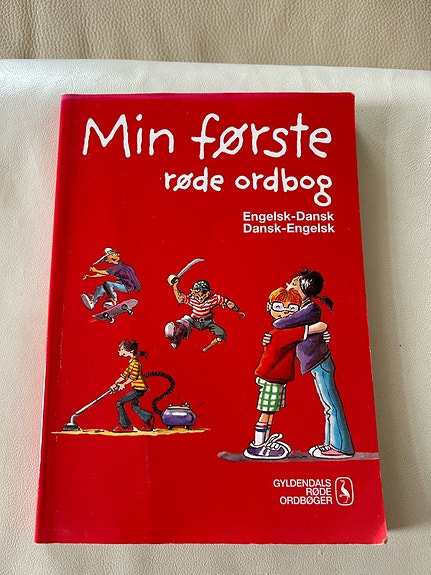 Min første
røde ordbog
Engelsk-Dansk
Dansk-Engelsk
GYLDENDALS
RØDE
ORDBØGER